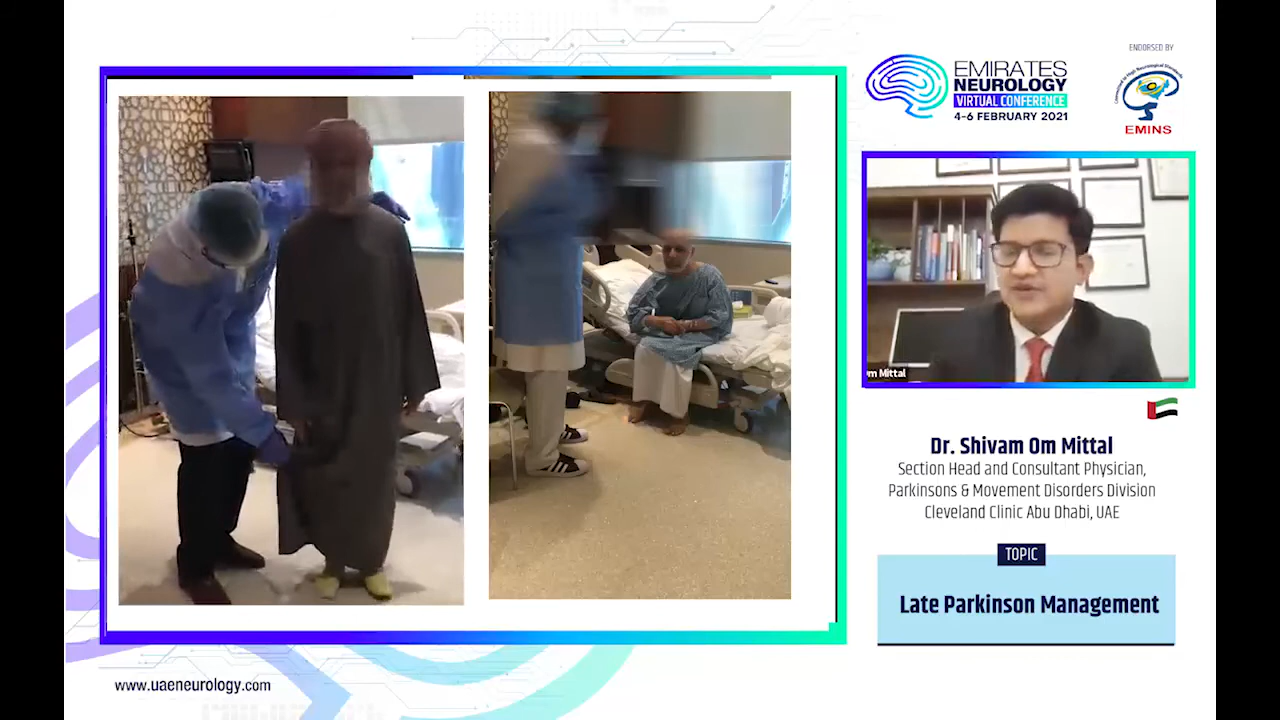 ENDORSED BY
EMIRATES
NEUROLOGY
VIRTUAL CONFERENCE
4-6 FEBRUARY 2021
EMINS
om Mittal
Dr. Shivam Om Mittal
Section Head and Consultant Physician,
Parkinsons & Movement Disorders Division
Cleveland Clinic Abu Dhabi, UAE
TOPIC
Late Parkinson Management
www.uaeneurology.com